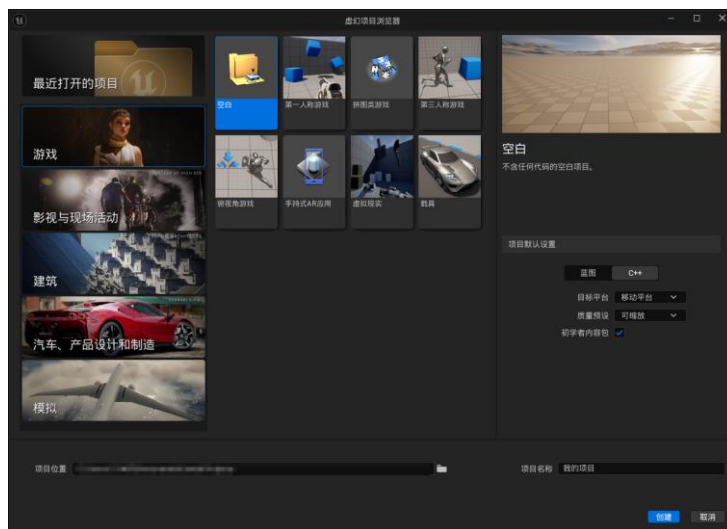 虚幻项目浏览器
最近打开的项目
游戏
影视与现场活动
建筑
汽车、产品设计和制造
模拟
空白
第一人称游戏
拼图类游戏
第三人称游戏
俯视角游戏
手持式AR应用
虚拟现实
载具
空白
不含任何代码的空白项目。
项目默认设置
蓝图 C++
目标平台 移动平台
质量预设 可缩放
初学者内容包
项目位置
项目名称 我的项目
创建 取消